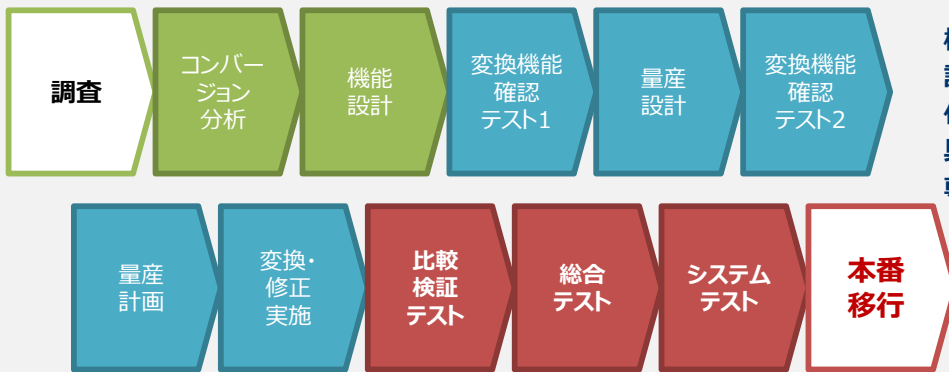 調査
コンバー
ジョン
分析
機能
設計
変換機能
確認
テスト1
量産
設計
変換機能
確認
テスト2
量産
計画
変換・
修正
実施
比較
検証
テスト
総合
テスト
システム
テスト
本番
移行